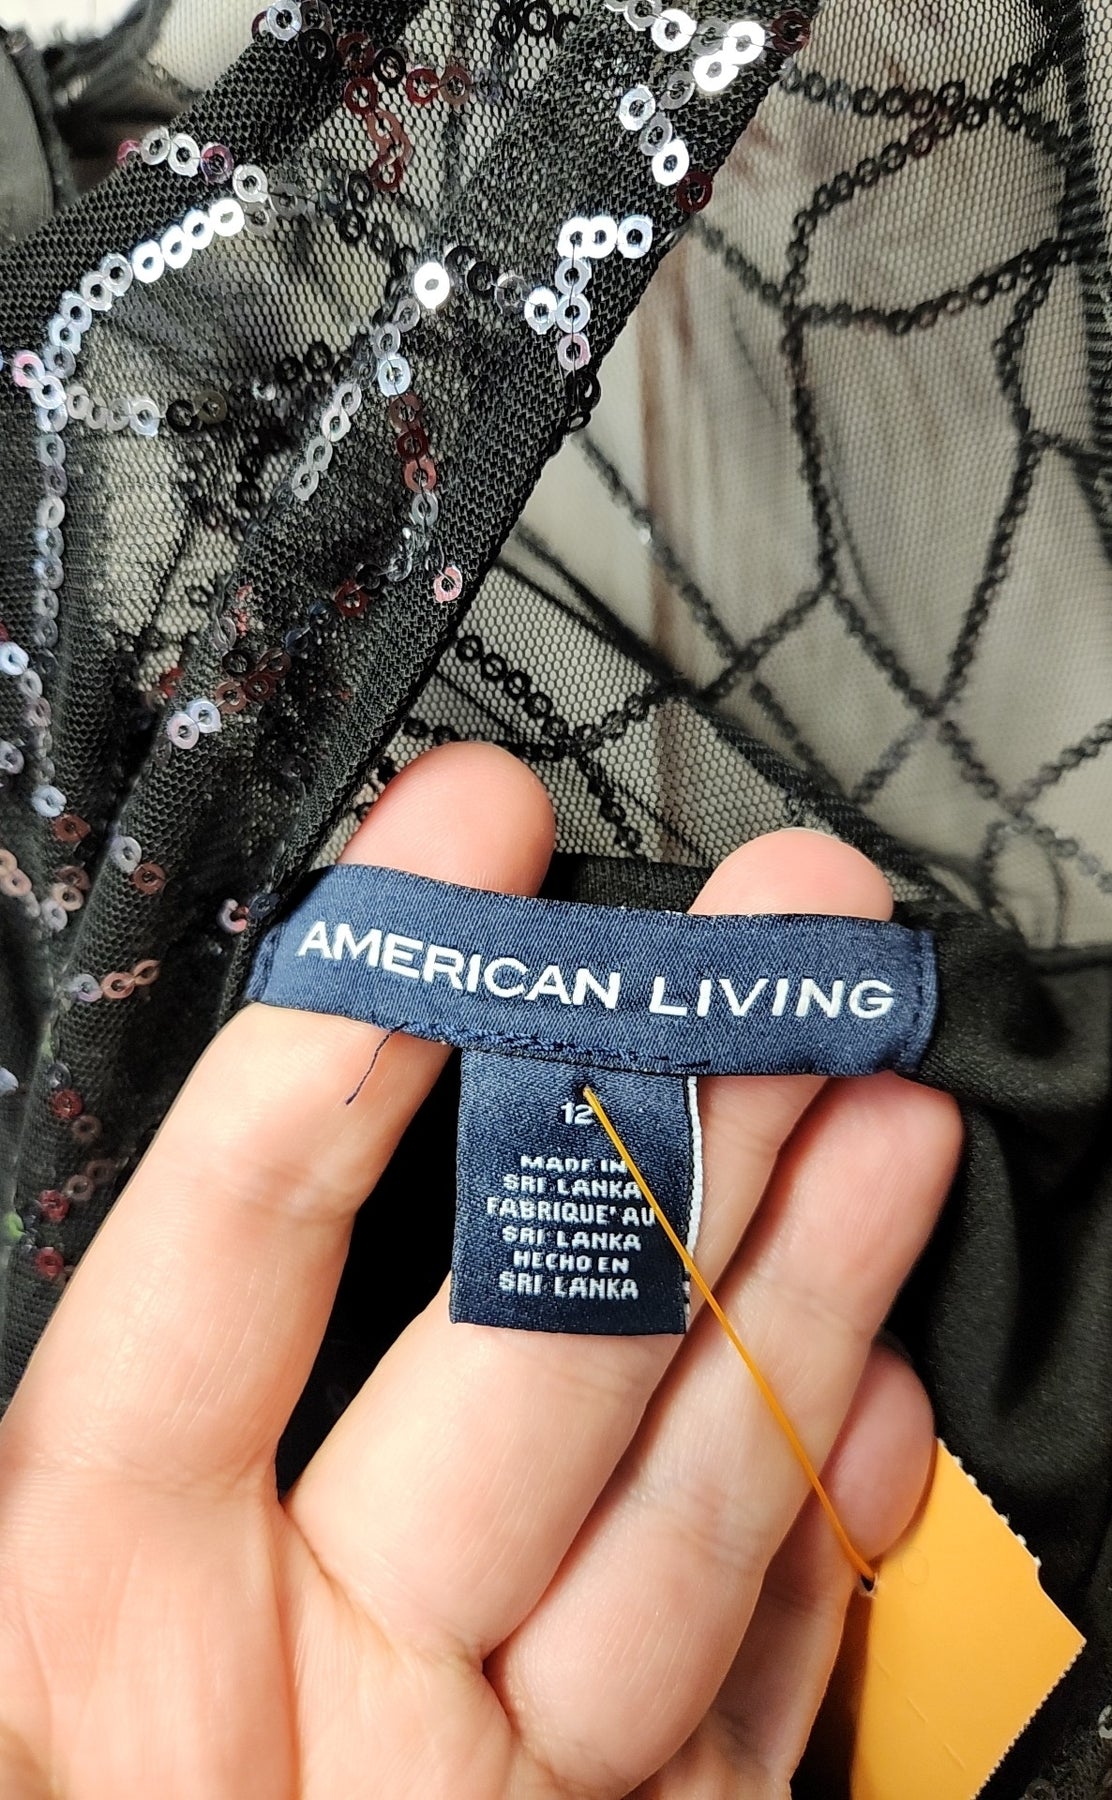 AMERICAN LIVING
12
MADE IN
SRI LANKA
FABRIQUE' AU
SRI LANKA
HECHO EN
SRI LANKA